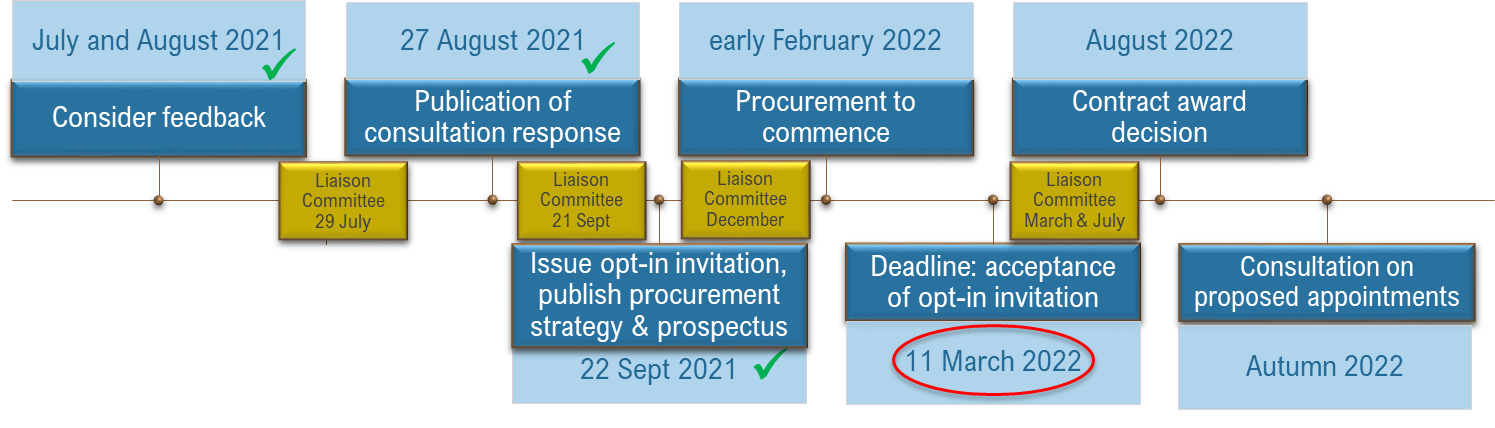 July and August 2021
Consider feedback
27 August 2021
Publication of
consultation response
early February 2022
Procurement to
commence
August 2022
Contract award
decision
Liaison
Committee
29 July
Liaison
Committee
21 Sept
Liaison
Committee
December
Liaison
Committee
March & July
Issue opt-in invitation,
publish procurement
strategy & prospectus
22 Sept 2021
Deadline: acceptance
of opt-in invitation
11 March 2022
Consultation on
proposed appointments
Autumn 2022